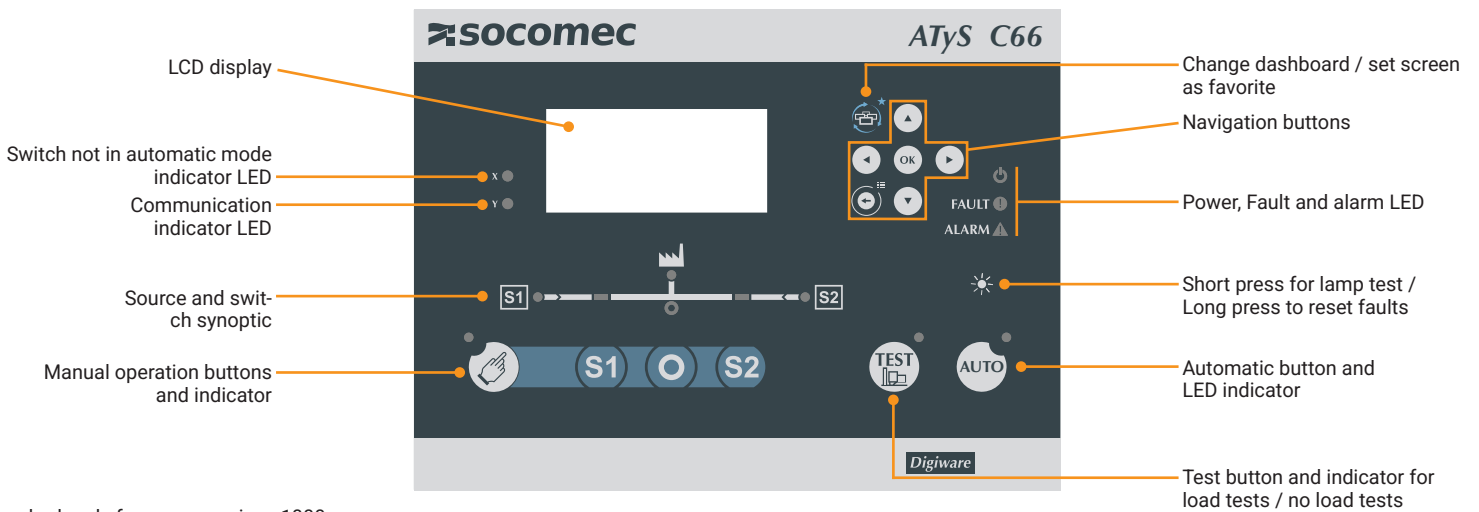 socomec
ATyS C66
LCD display
Switch not in automatic mode
indicator LED
Communication
indicator LED
Source and swit-
ch synoptic
Manual operation buttons
and indicator
Change dashboard / set screen
as favorite
Navigation buttons
Power, Fault and alarm LED
Short press for lamp test /
Long press to reset faults
Automatic button and
LED indicator
Test button and indicator for
load tests / no load tests
X
Y
OK
FAULT
ALARM
S1
S2
S1
O
S2
TEST
AUTO
Digiware